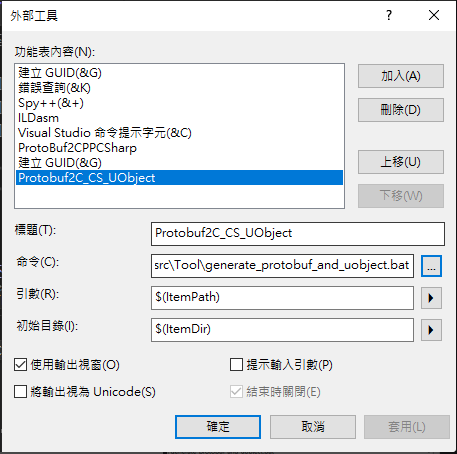 外部工具
功能表內容(N):
建立 GUID(&G)
錯誤查詢(&K)
Spy++(&+)
ILDasm
Visual Studio 命令提示字元(&C)
ProtoBuf2CPPCSharp
建立 GUID(&G)
Protobuf2C_CS_UObject
加入(A)
刪除(D)
上移(U)
下移(W)
標題(T):
Protobuf2C_CS_UObject
命令(C):
src\Tool\generate_protobuf_and_uobject.bat
...
引數(R):
$(ItemPath)
初始目錄(I):
$(ItemDir)
使用輸出視窗(O)
提示輸入引數(P)
將輸出視為 Unicode(S)
結束時關閉(E)
確定
取消
套用(L)